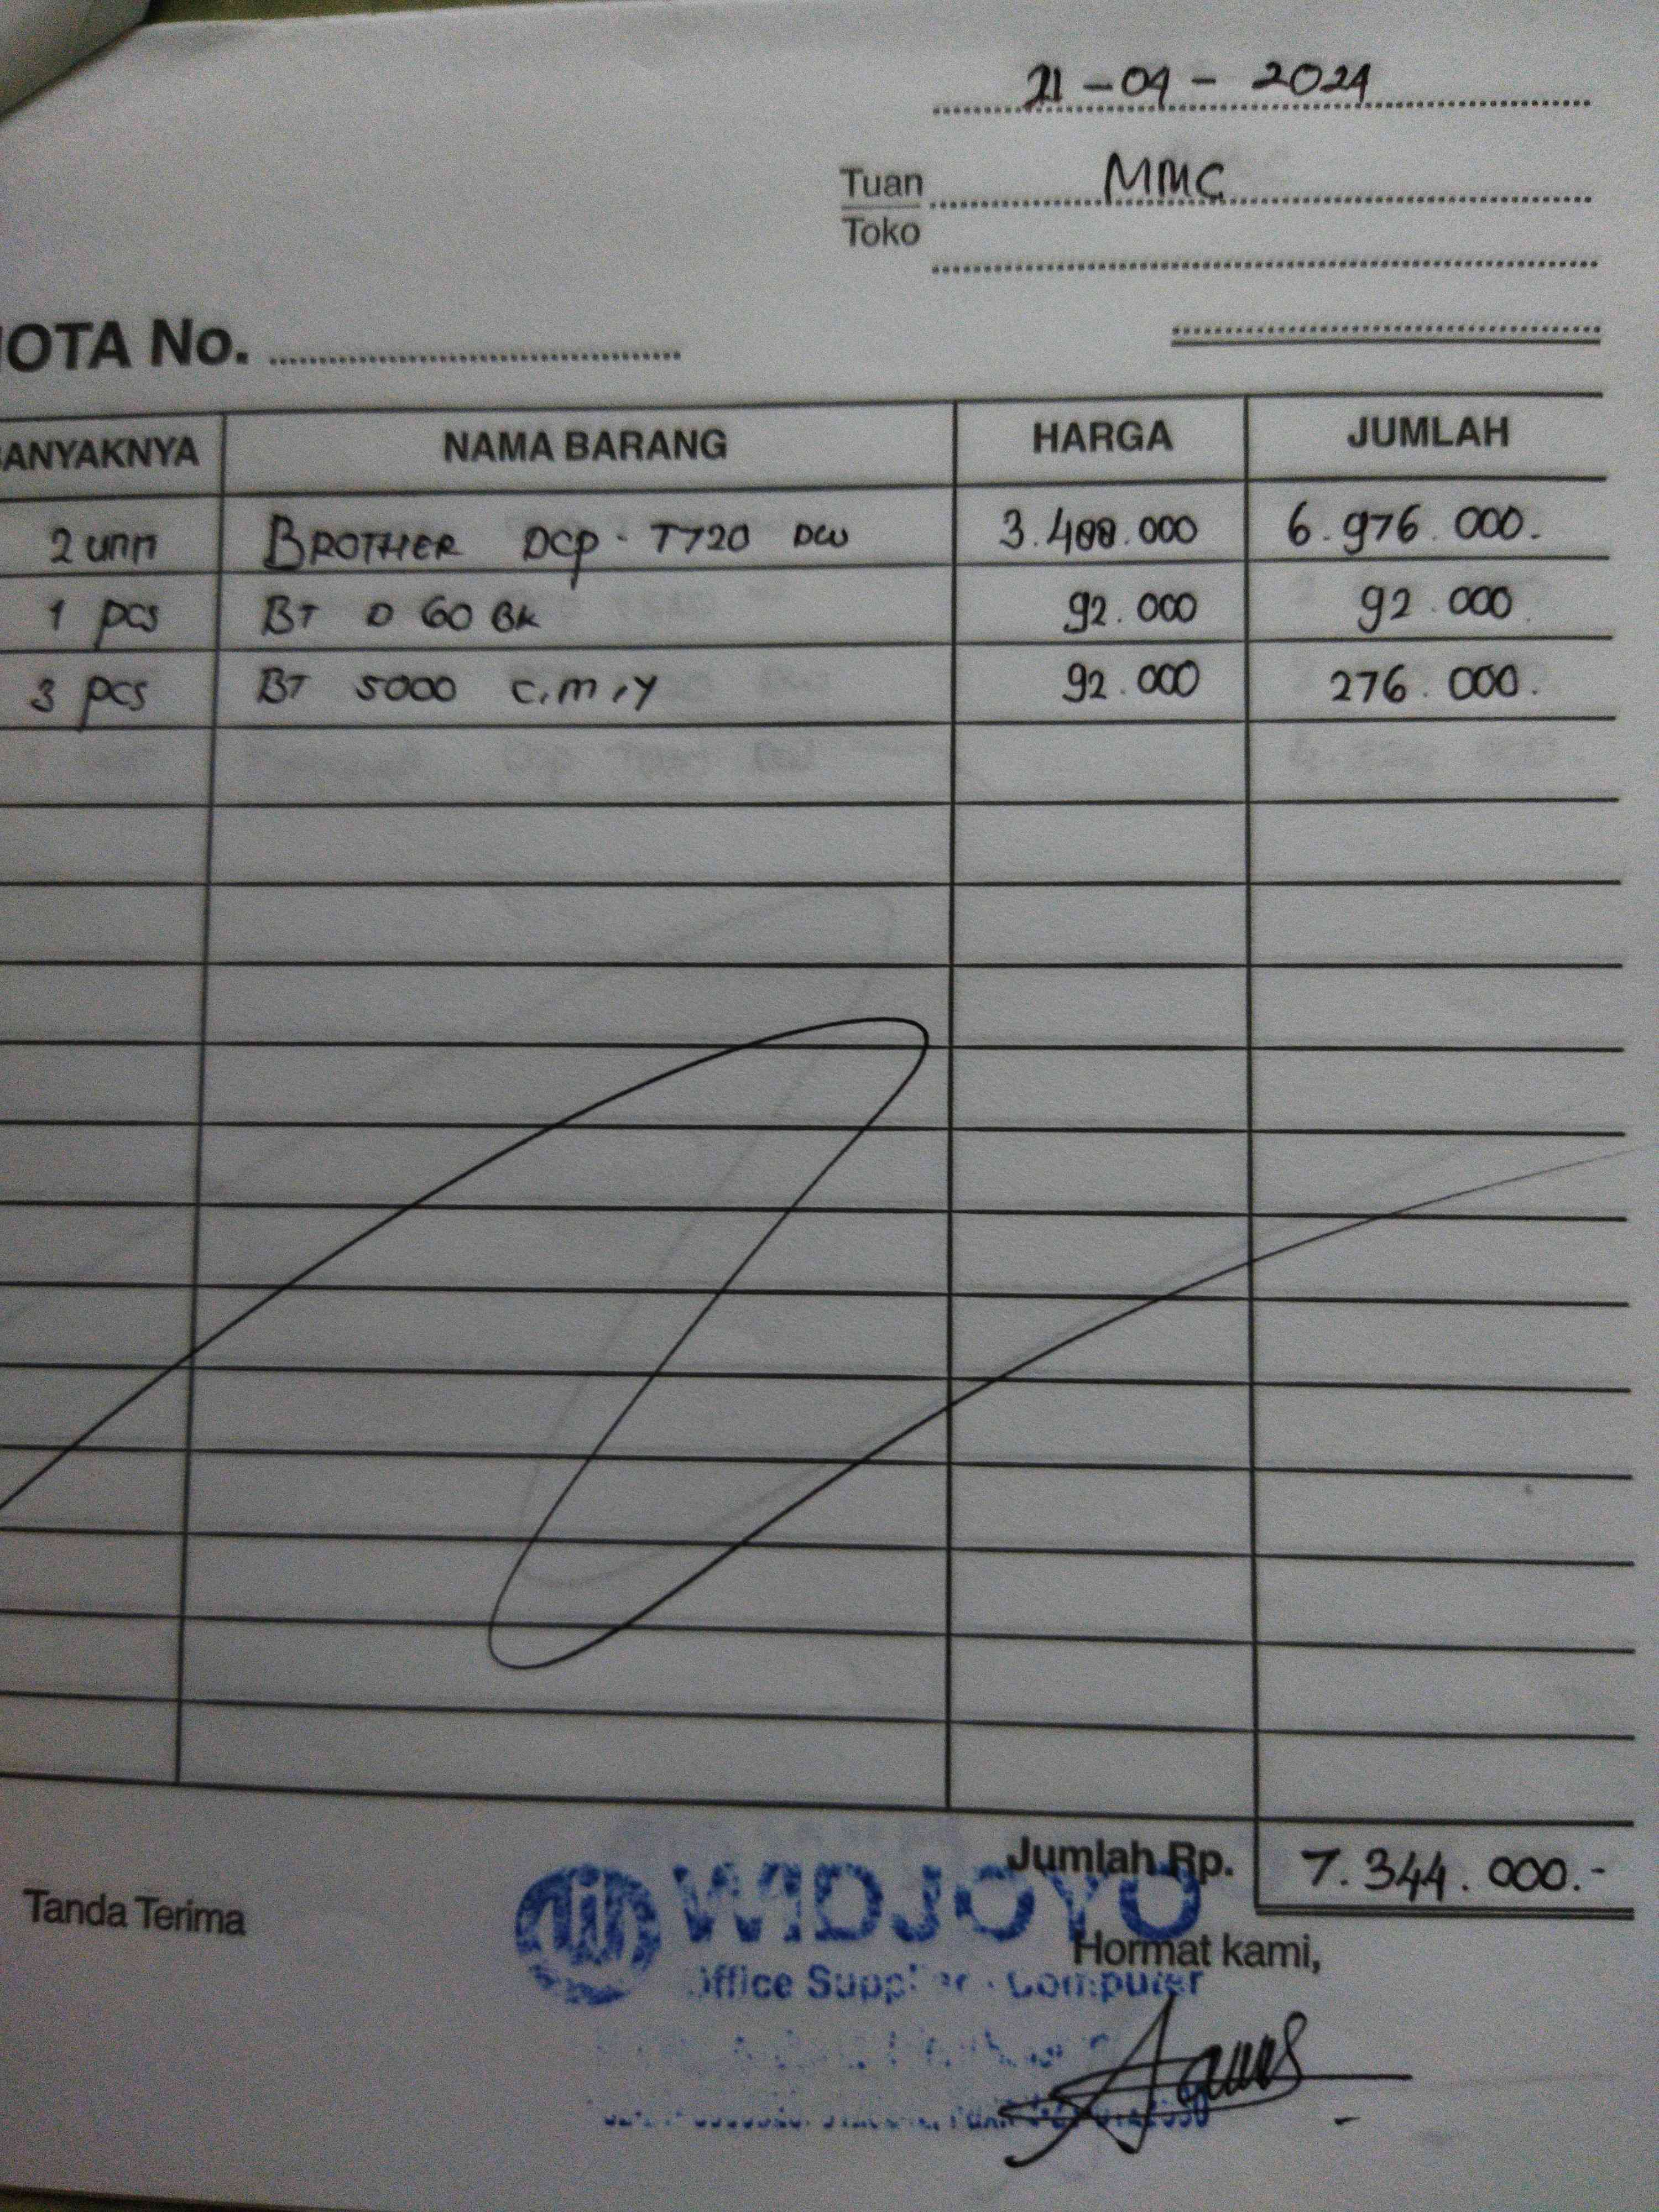 21 - 04 - 2024
Tuan MMC
Toko
OTA No.
ANYAKNYA NAMA BARANG HARGA JUMLAH
2 unit BROTHER DCP - T720 DW 3.488.000 6.976.000.
1 pcs BT D 60 BK 92.000 92.000
3 pcs BT 5000 C,M,Y 92.000 276.000.
Jumlah Rp. 7.344.000.-
Tanda Terima
WIDJOYO
Hormat kami,
Office Computer